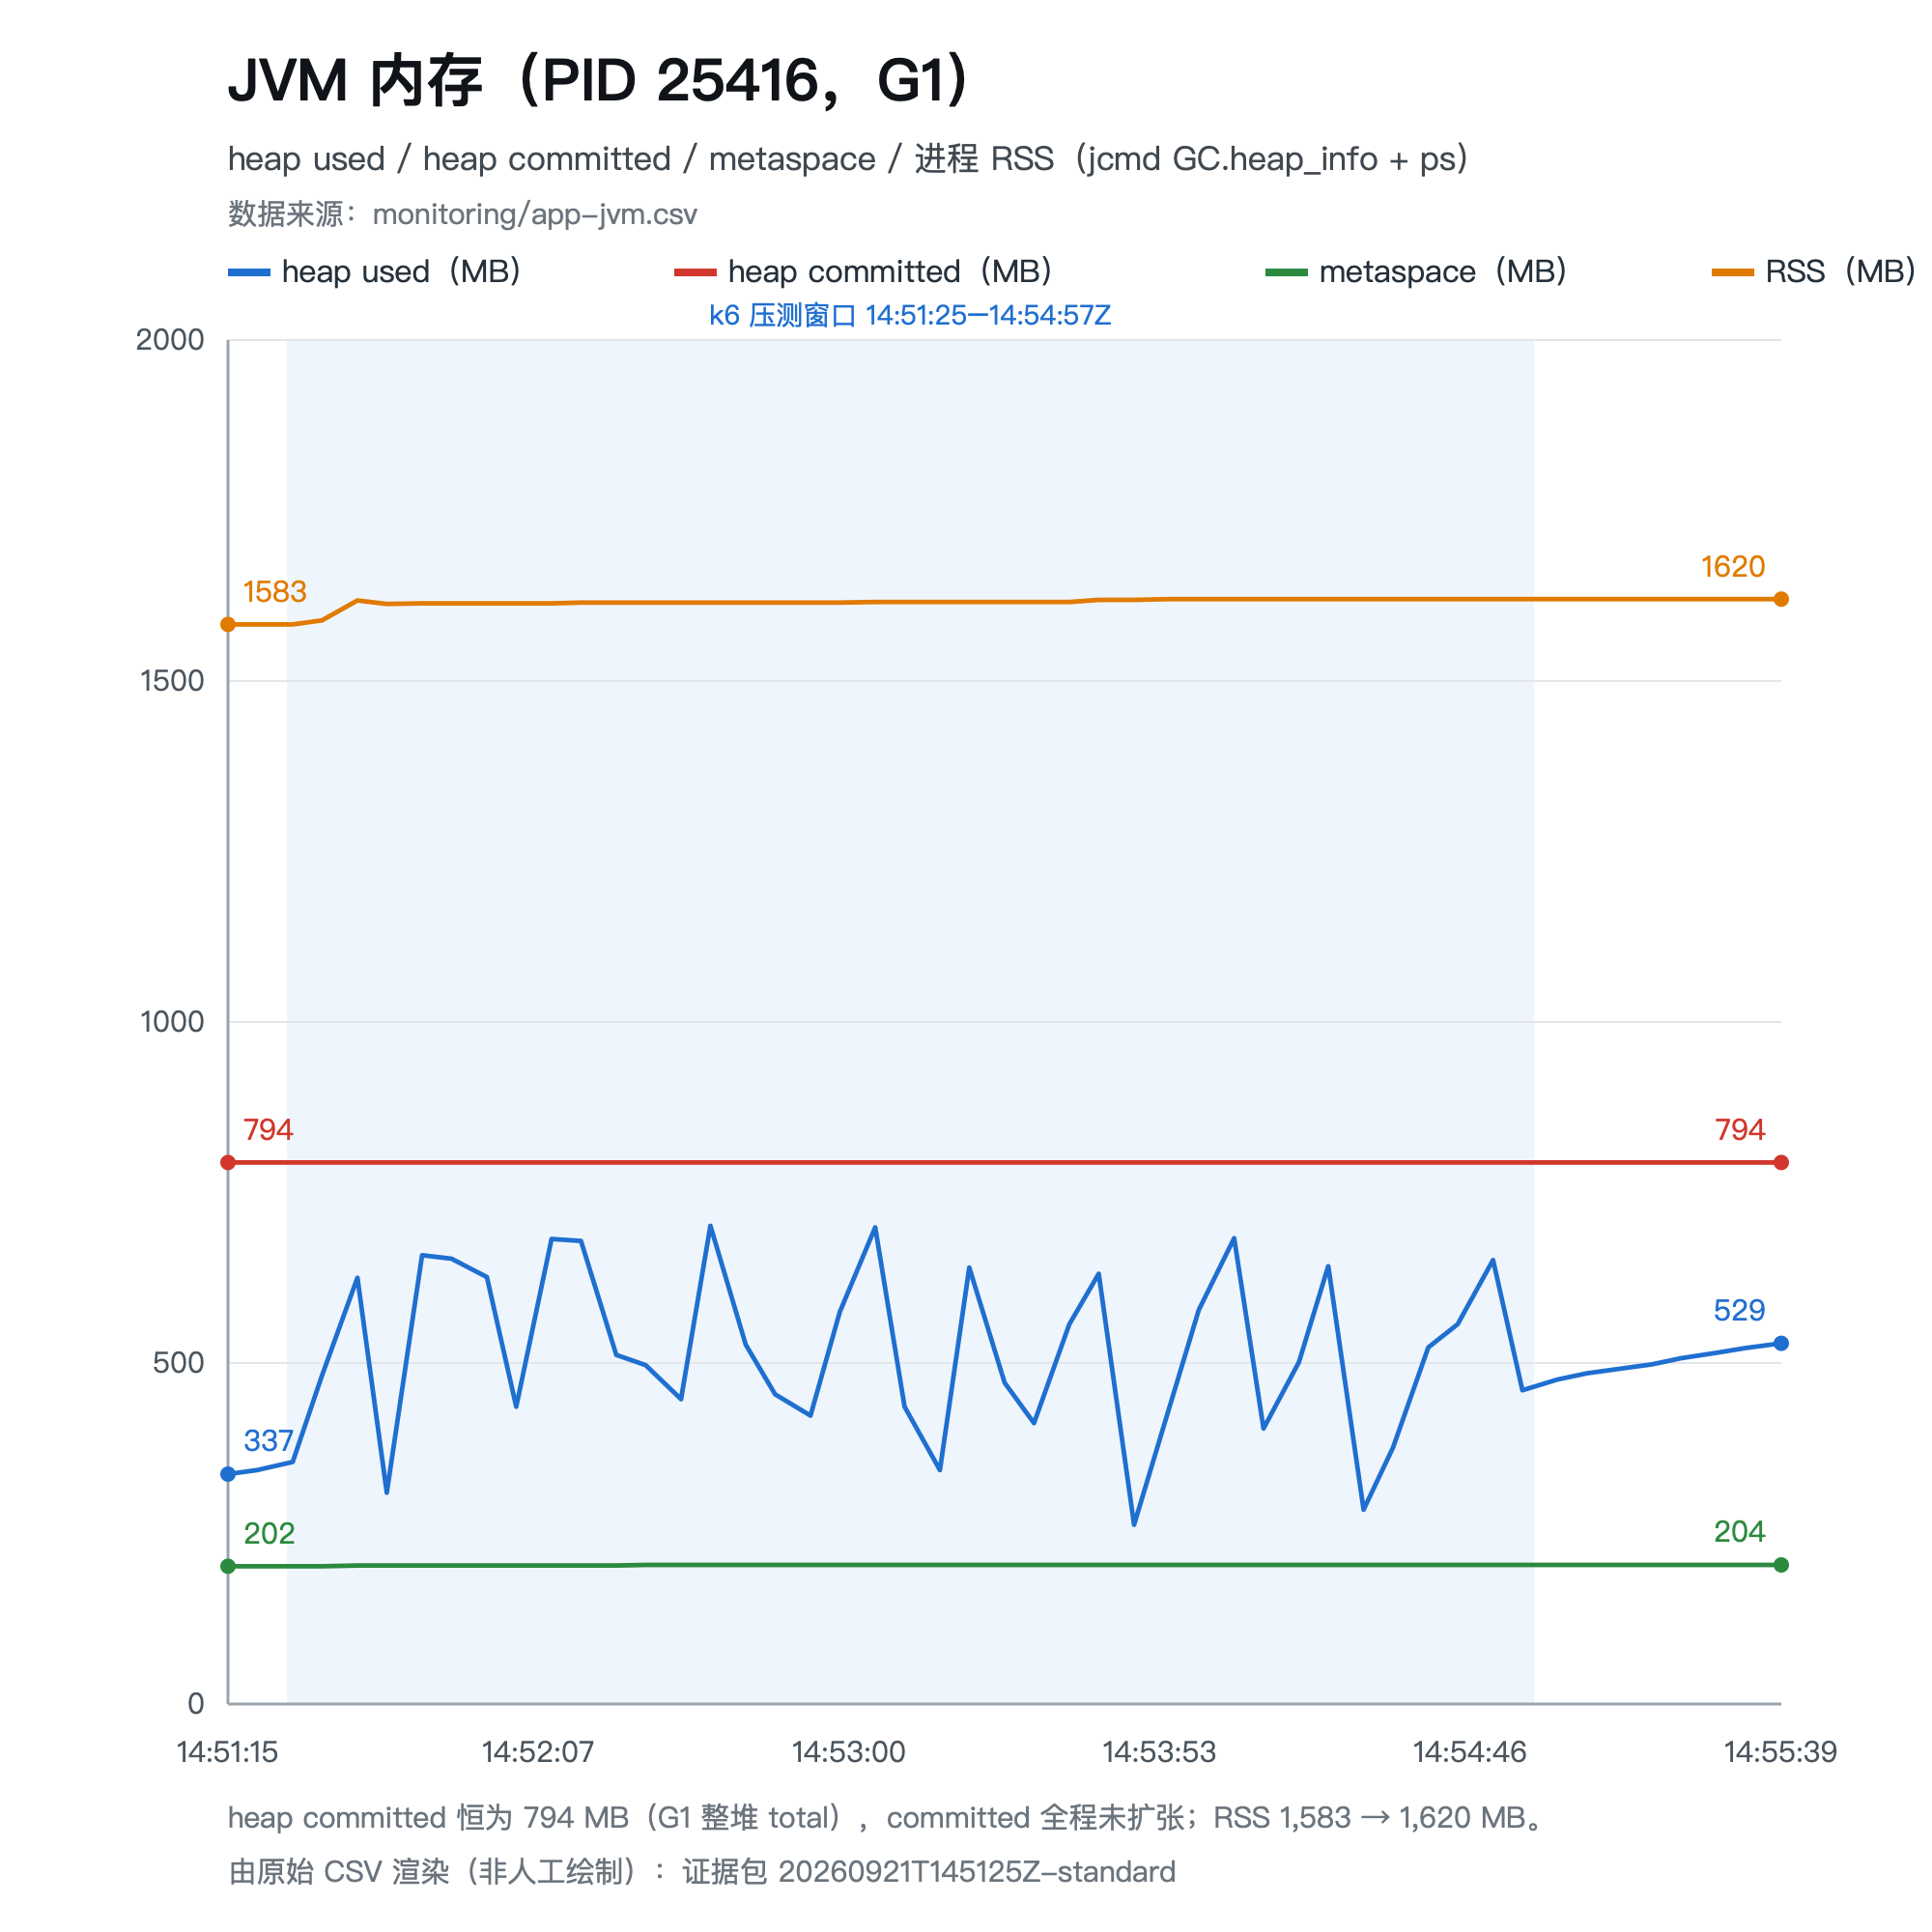 JVM 内存（PID 25416，G1）
heap used / heap committed / metaspace / 进程 RSS（jcmd GC.heap_info + ps）
数据来源：monitoring/app-jvm.csv
heap used（MB） heap committed（MB） metaspace（MB） RSS（MB）
k6 压测窗口 14:51:25—14:54:57Z
2000
1583
1620
1500
1000
794
794
529
500
337
202
204
0
14:51:15 14:52:07 14:53:00 14:53:53 14:54:46 14:55:39
heap committed 恒为 794 MB（G1 整堆 total），committed 全程未扩张；RSS 1,583 → 1,620 MB。
由原始 CSV 渲染（非人工绘制）：证据包 20260921T145125Z-standard